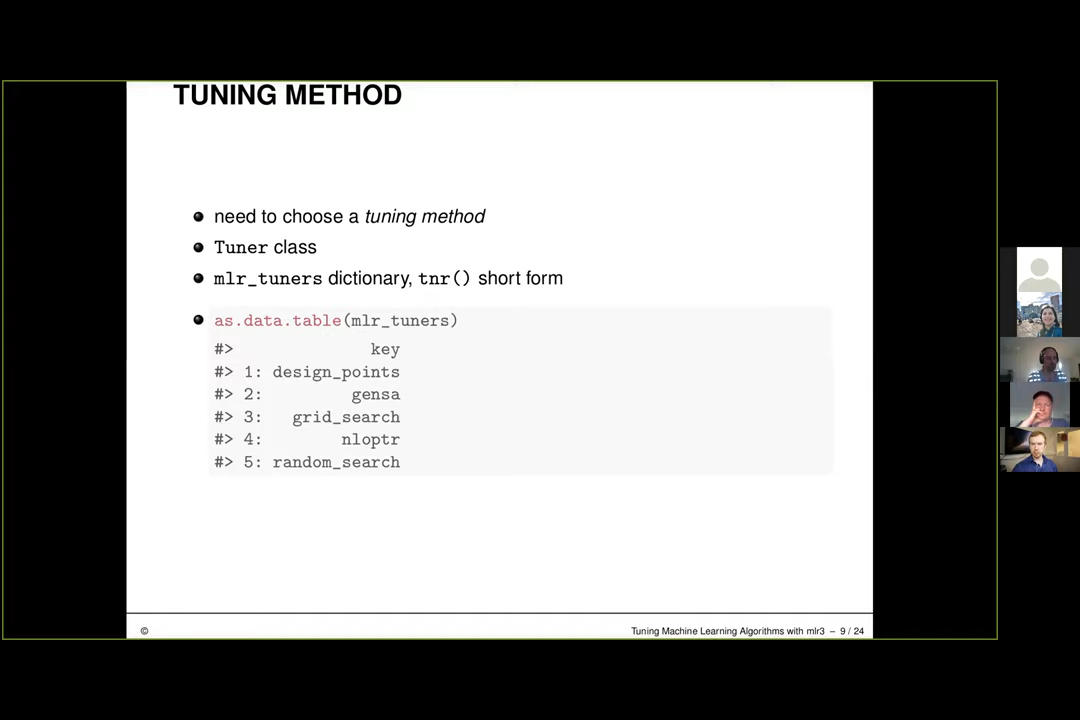 TUNING METHOD
need to choose a tuning method
Tuner class
mlr_tuners dictionary, tnr() short form
as.data.table(mlr_tuners)
#> key
#> 1: design_points
#> 2: gensa
#> 3: grid_search
#> 4: nloptr
#> 5: random_search
© Tuning Machine Learning Algorithms with mlr3 – 9 / 24